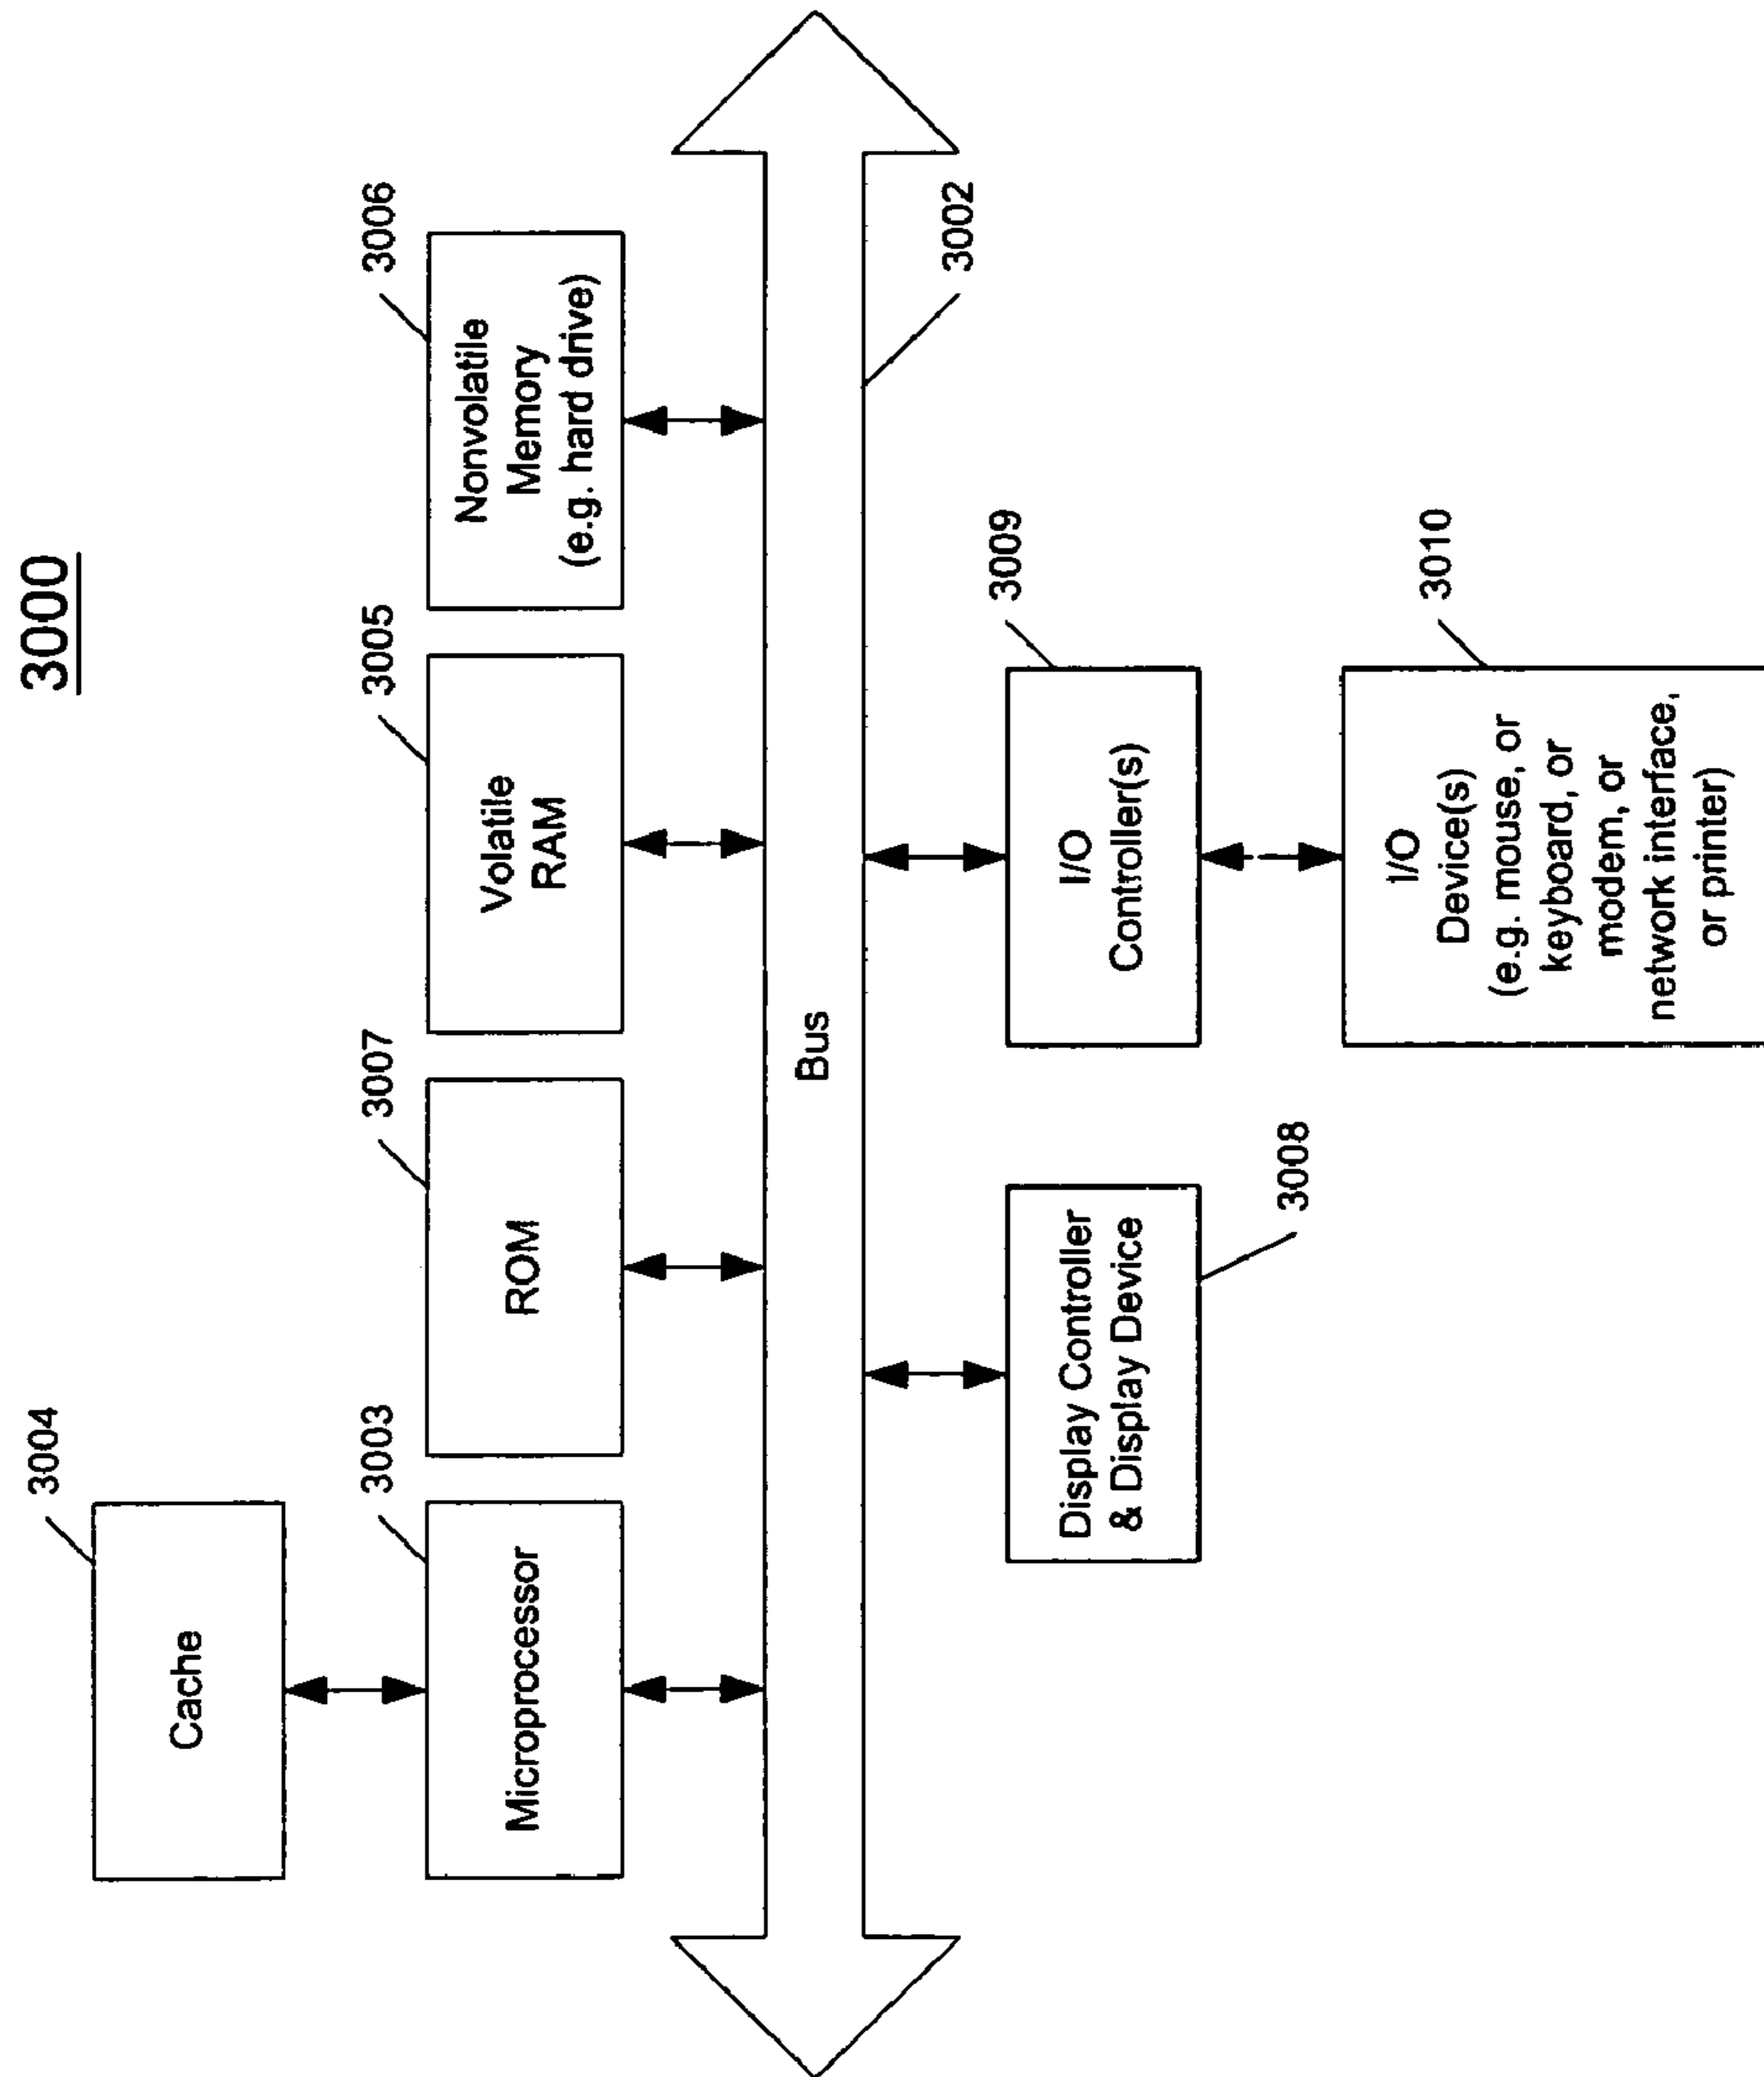 3000
3004
Cache
3003
Microprocessor
3007
ROM
3005
Volatile
RAM
3006
Nonvolatile
Memory
(e.g. hard drive)
Bus
3002
Display Controller
& Display Device
3008
I/O
Controller(s)
3009
I/O
Device(s)
(e.g. mouse, or
keyboard, or
modem, or
network interface,
or printer)
3010